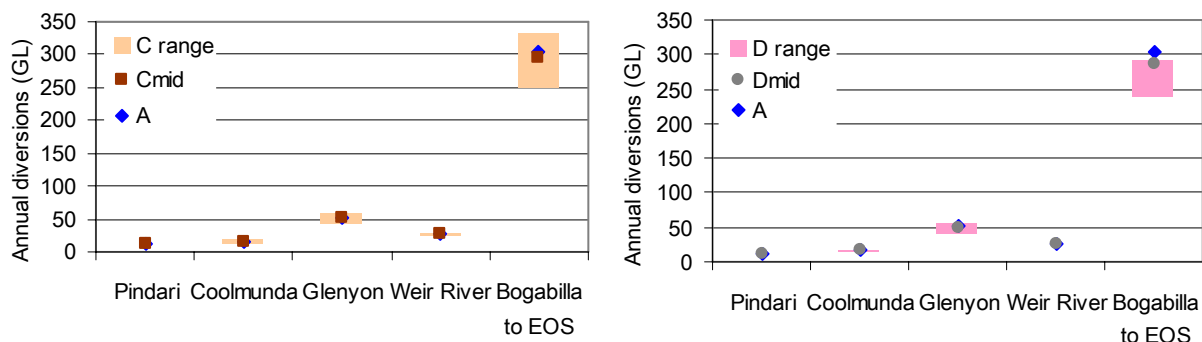 Annual diversions (GL)
350
300
250
200
150
100
50
0
C range
Cmid
A
Pindari Coolmunda Glenyon Weir River Bogabilla
to EOS
Annual diversions (GL)
350
300
250
200
150
100
50
0
D range
Dmid
A
Pindari Coolmunda Glenyon Weir River Bogabilla
to EOS